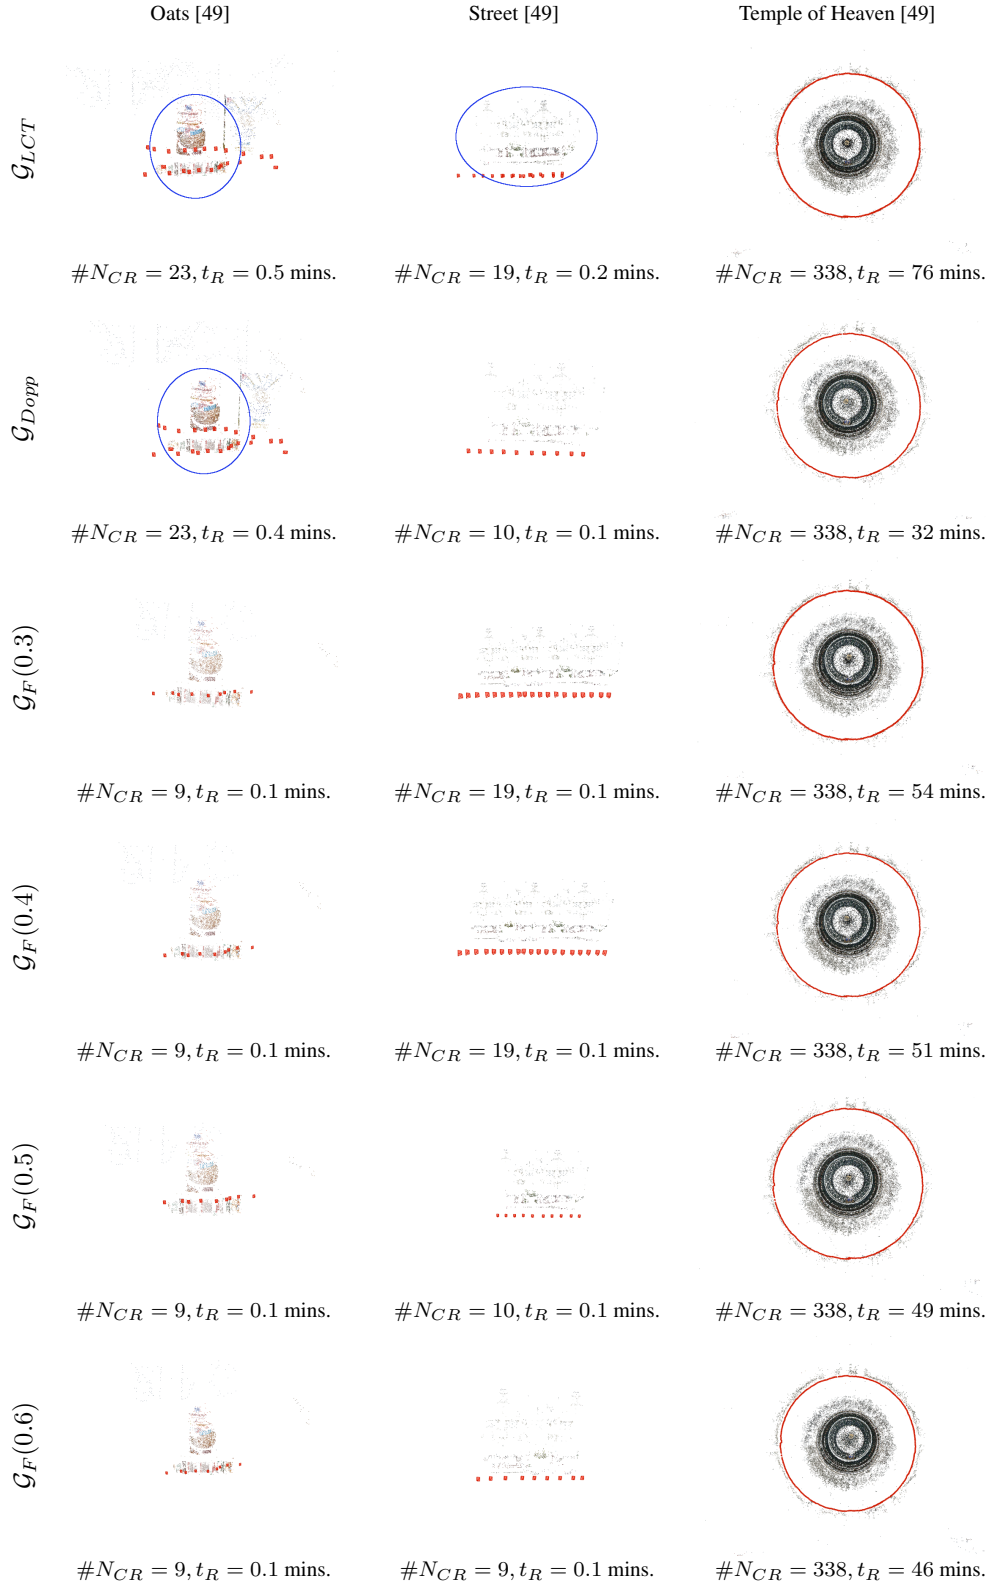 Oats [49] Street [49] Temple of Heaven [49]
𝒢_{LCT}
#N_{CR} = 23, t_R = 0.5 mins. #N_{CR} = 19, t_R = 0.2 mins. #N_{CR} = 338, t_R = 76 mins.
𝒢_{Dopp}
#N_{CR} = 23, t_R = 0.4 mins. #N_{CR} = 10, t_R = 0.1 mins. #N_{CR} = 338, t_R = 32 mins.
𝒢_F(0.3)
#N_{CR} = 9, t_R = 0.1 mins. #N_{CR} = 19, t_R = 0.1 mins. #N_{CR} = 338, t_R = 54 mins.
𝒢_F(0.4)
#N_{CR} = 9, t_R = 0.1 mins. #N_{CR} = 19, t_R = 0.1 mins. #N_{CR} = 338, t_R = 51 mins.
𝒢_F(0.5)
#N_{CR} = 9, t_R = 0.1 mins. #N_{CR} = 10, t_R = 0.1 mins. #N_{CR} = 338, t_R = 49 mins.
𝒢_F(0.6)
#N_{CR} = 9, t_R = 0.1 mins. #N_{CR} = 9, t_R = 0.1 mins. #N_{CR} = 338, t_R = 46 mins.